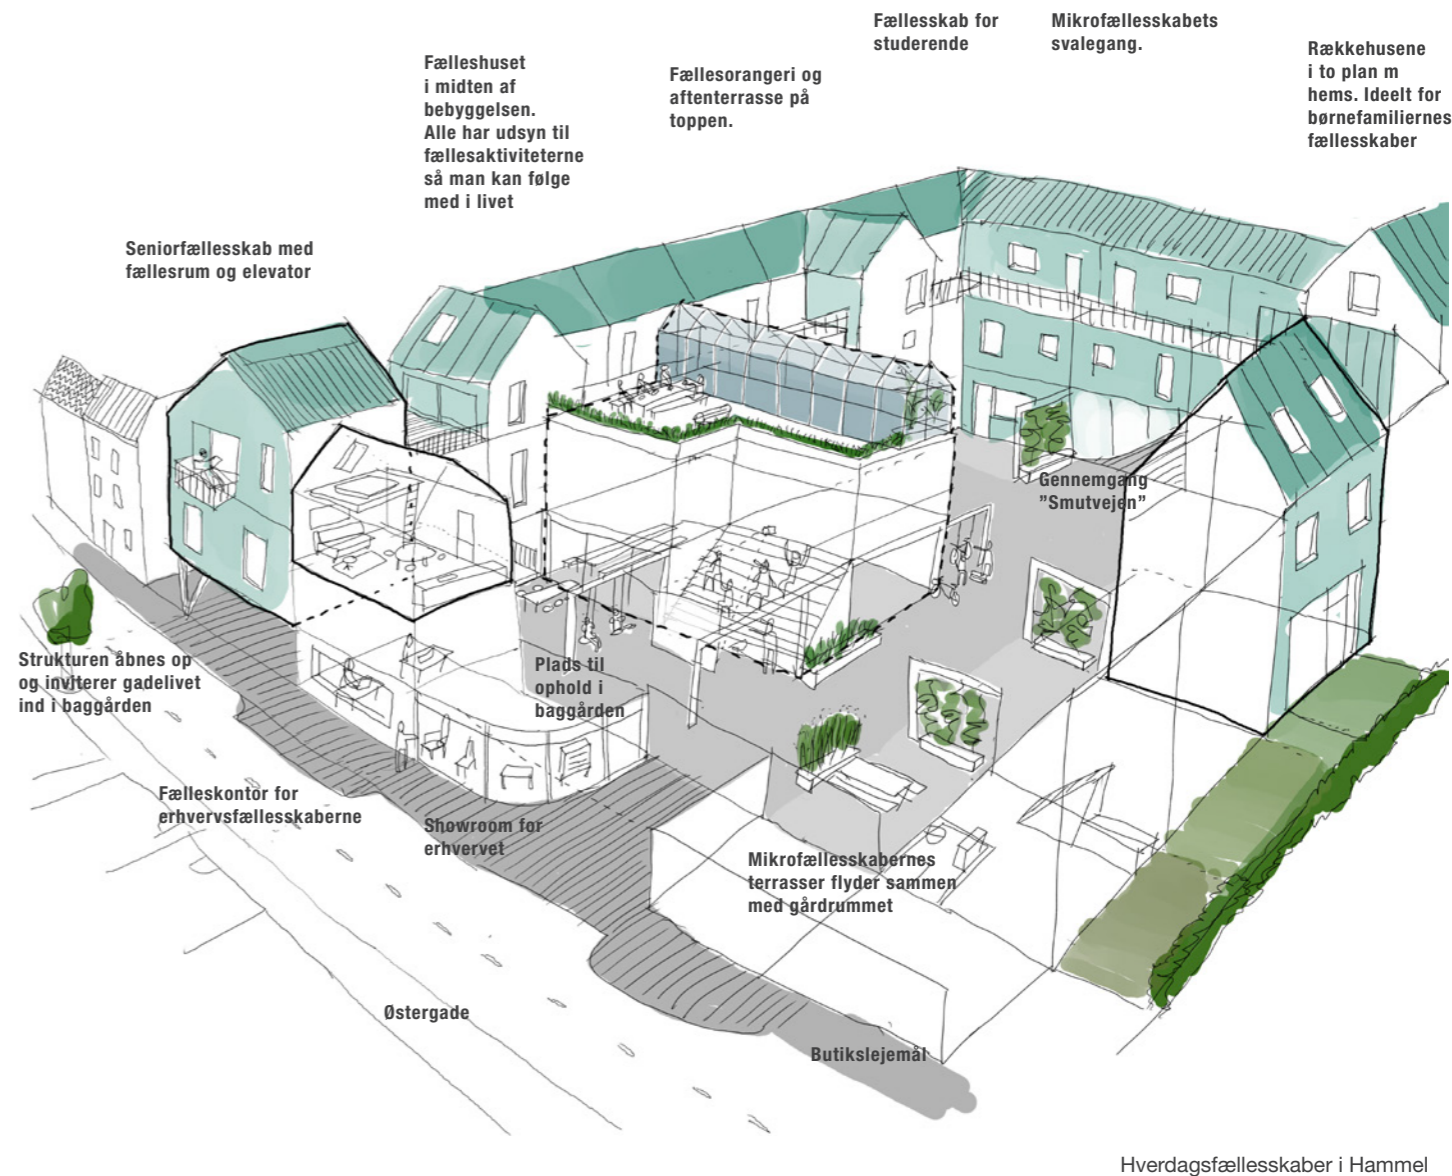 Fællesskab for
studerende
Mikrofællesskabets
svalegang.
Rækkehusene
i to plan m
hems. Ideelt for
børnefamiliernes
fællesskaber
Fælleshuset
i midten af
bebyggelsen.
Alle har udsyn til
fællesaktiviteterne
så man kan følge
med i livet
Fællesorangeri og
aftenterrasse på
toppen.
Seniorfællesskab med
fællesrum og elevator
Gennemgang
”Smutvejen”
Strukturen åbnes op
og inviterer gadelivet
ind i baggården
Plads til
ophold i
baggården
Fælleskontor for
erhvervsfællesskaberne
Showroom for
erhvervet
Mikrofællesskabernes
terrasser flyder sammen
med gårdrummet
Østergade
Butikslejemål
Hverdagsfællesskaber i Hammel